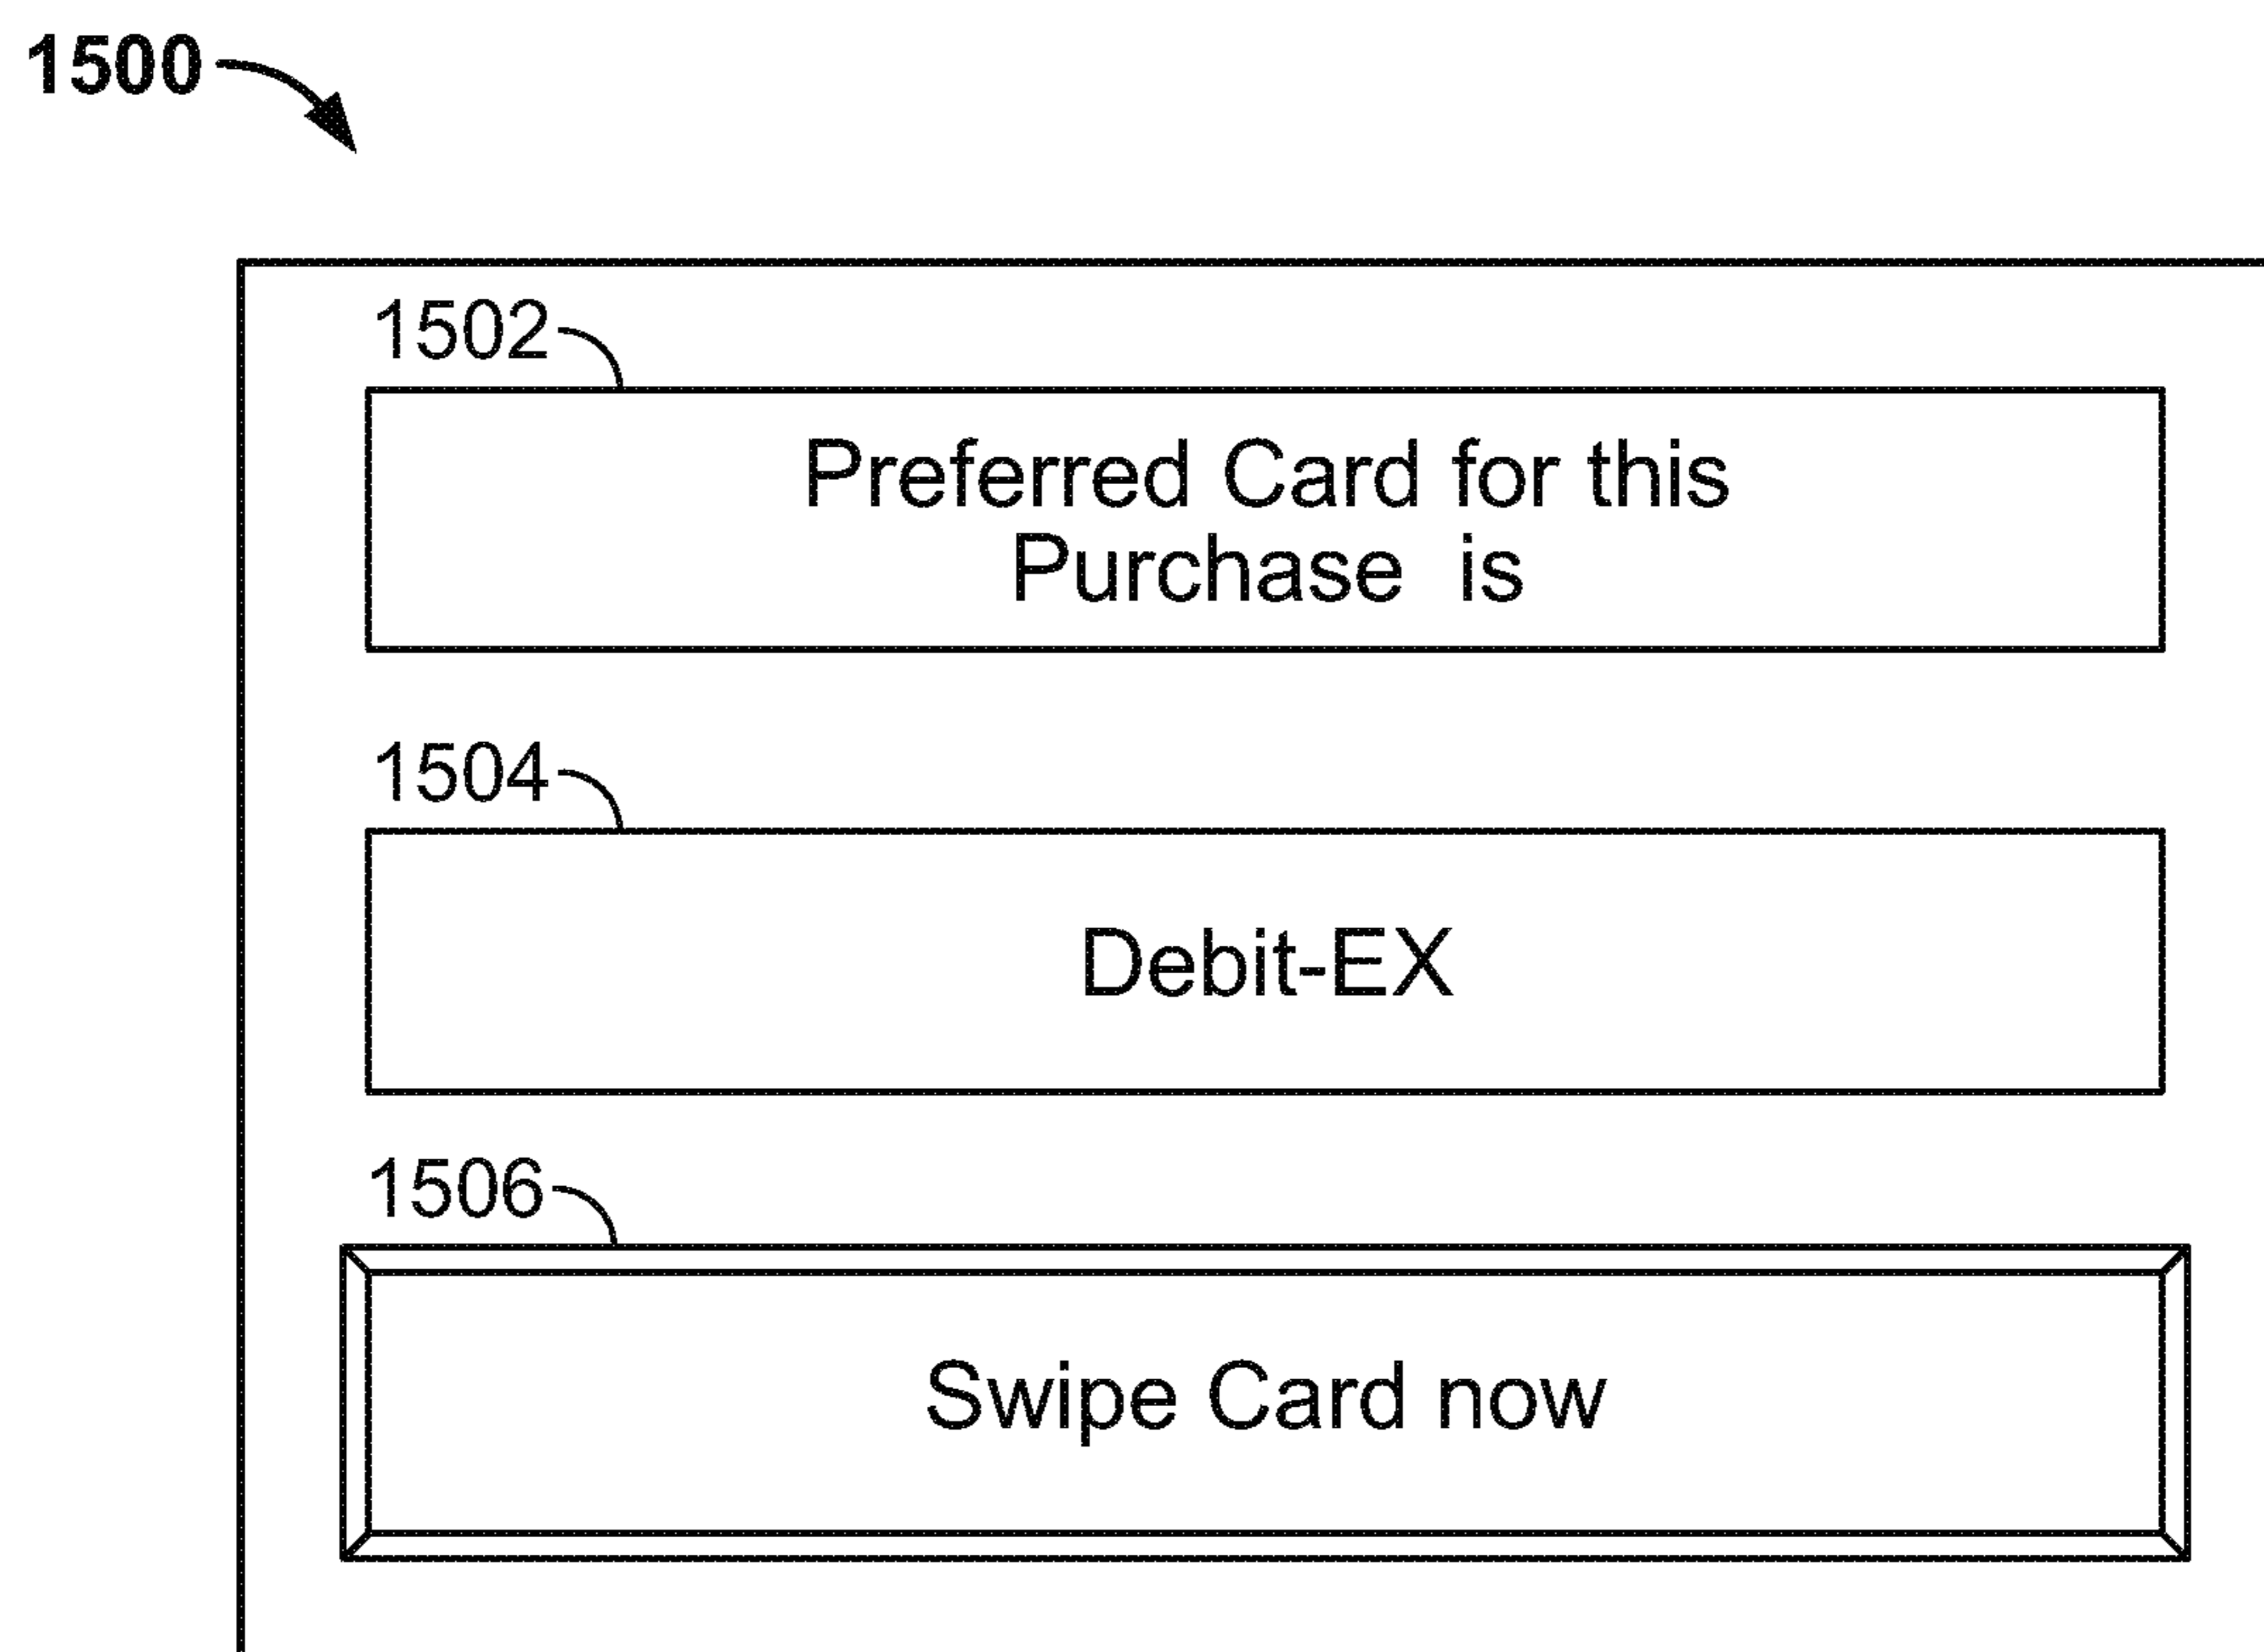 1500
1502
Preferred Card for this
Purchase is
1504
Debit-EX
1506
Swipe Card now